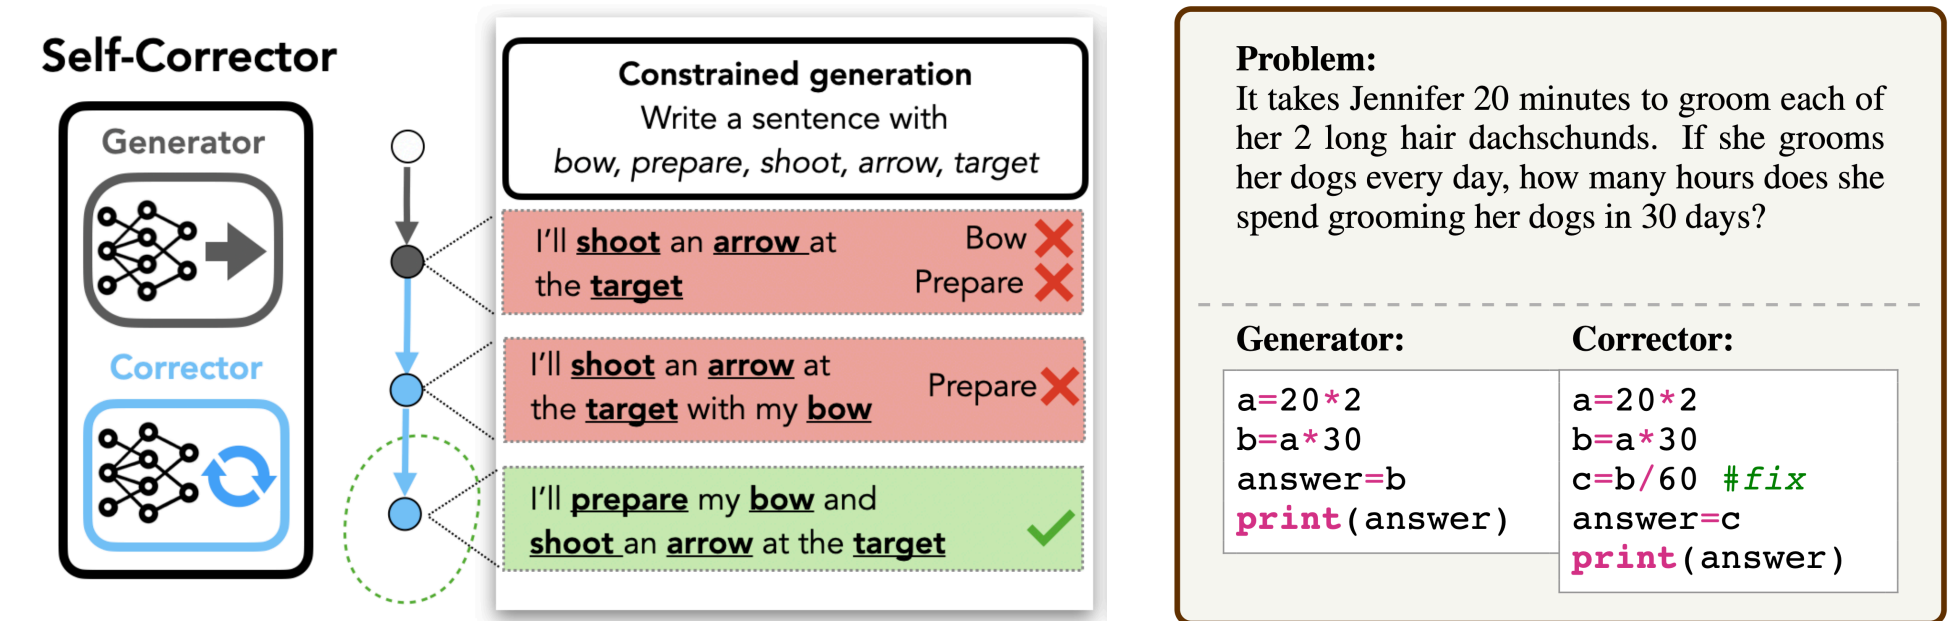 Self-Corrector
Generator
Corrector
Constrained generation
Write a sentence with
bow, prepare, shoot, arrow, target
I'll shoot an arrow at
the target
Bow
Prepare
I'll shoot an arrow at
the target with my bow
Prepare
I'll prepare my bow and
shoot an arrow at the target
Problem:
It takes Jennifer 20 minutes to groom each of
her 2 long hair dachschunds. If she grooms
her dogs every day, how many hours does she
spend grooming her dogs in 30 days?
Generator:
a=20*2
b=a*30
answer=b
print(answer)
Corrector:
a=20*2
b=a*30
c=b/60 #fix
answer=c
print(answer)